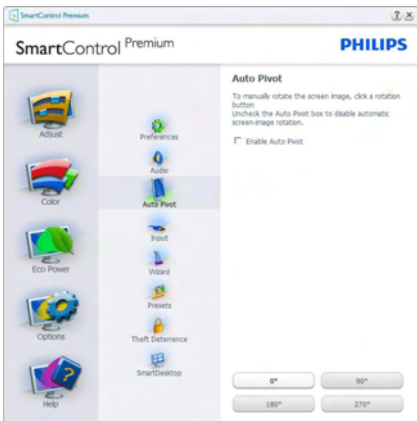 SmartControl Premium
SmartControl Premium
PHILIPS
Adjust
Color
Eco Power
Options
Help
Preferences
Audio
Auto Pivot
Input
Wizard
Presets
Theft Deterrence
SmartDesktop
Auto Pivot
To manually rotate the screen image, click a rotation
button
Uncheck the Auto Pivot box to disable automatic
screen-image rotation.
Enable Auto Pivot
0°
90°
180°
270°